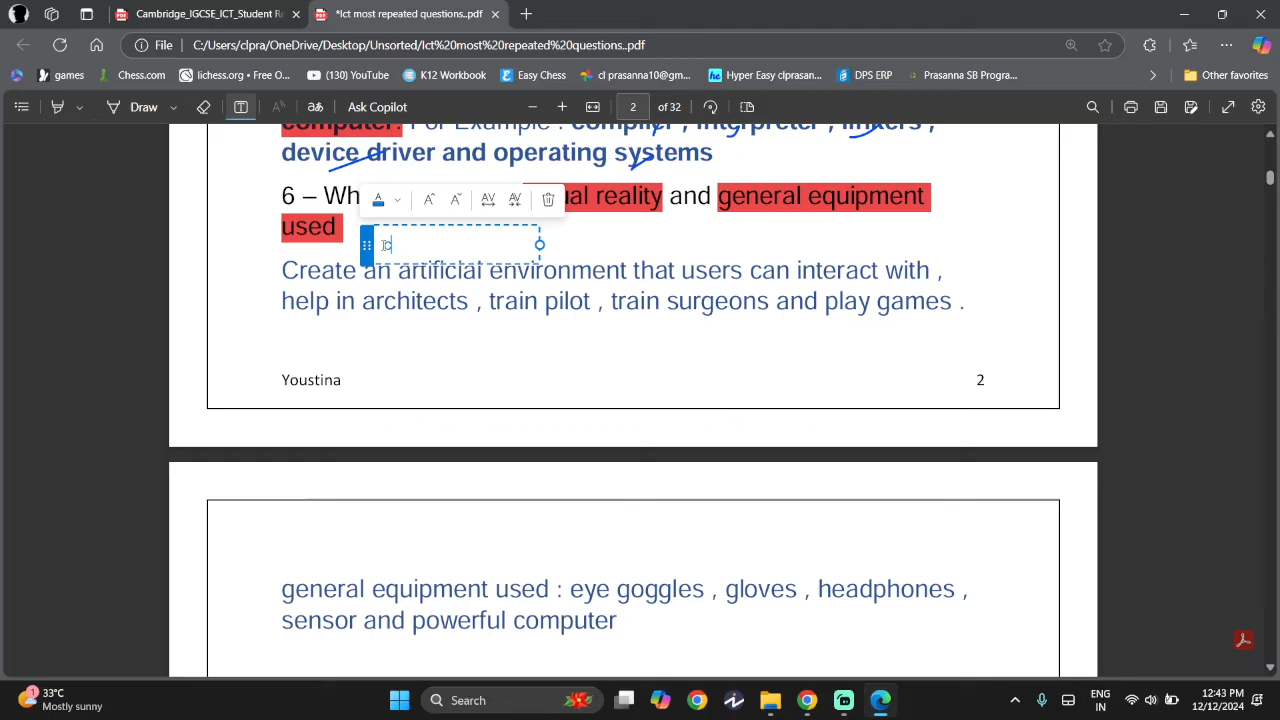 Cambridge_IGCSE_ICT_Student Re
*Ict most repeated questions..pdf
File
C:/Users/clpra/OneDrive/Desktop/Unsorted/Ict%20most%20repeated%20questions..pdf
games
Chess.com
lichess.org • Free O...
(130) YouTube
K12 Workbook
Easy Chess
cl prasanna10@gm...
Hyper Easy clprasan...
DPS ERP
Prasanna SB Progra...
Other favorites
Draw
Ask Copilot
2
of 32
computer. For Example : compiler , interpreter , linkers ,
device driver and operating systems
6 – Wh
ual reality and general equipment
used
Create an artificial environment that users can interact with ,
help in architects , train pilot , train surgeons and play games .
Youstina
2
general equipment used : eye goggles , gloves , headphones ,
sensor and powerful computer
1
33°C
Mostly sunny
Search
ENG
IN
12:43 PM
12/12/2024